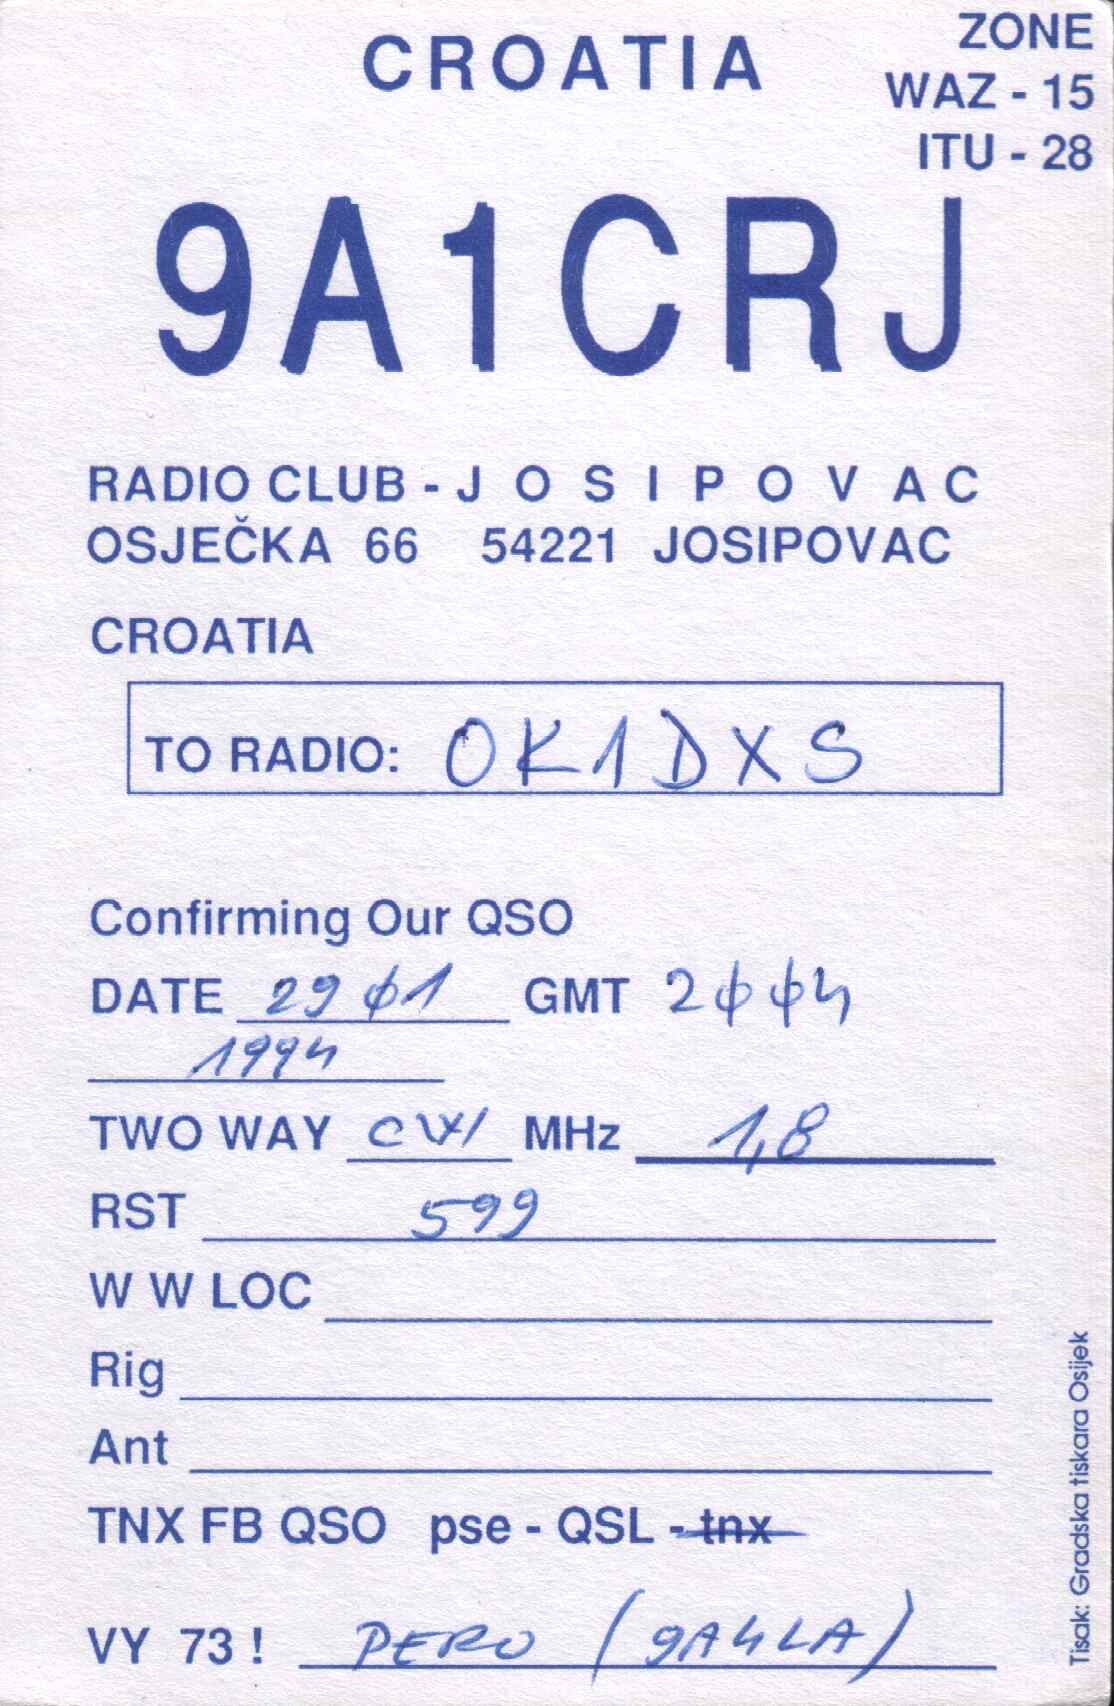 CROATIA
ZONE
WAZ - 15
ITU - 28
9A1CRJ
RADIO CLUB - JOSIPOVAC
OSJEČKA 66 54221 JOSIPOVAC
CROATIA
TO RADIO: OK1DXS
Confirming Our QSO
DATE 29 01 GMT 2004
1994
TWO WAY CW MHz 1,8
RST 599
W W LOC
Rig
Ant
TNX FB QSO pse - QSL - tnx
VY 73 ! PERO (9A4LA)
Tisak: Gradska tiskara Osijek